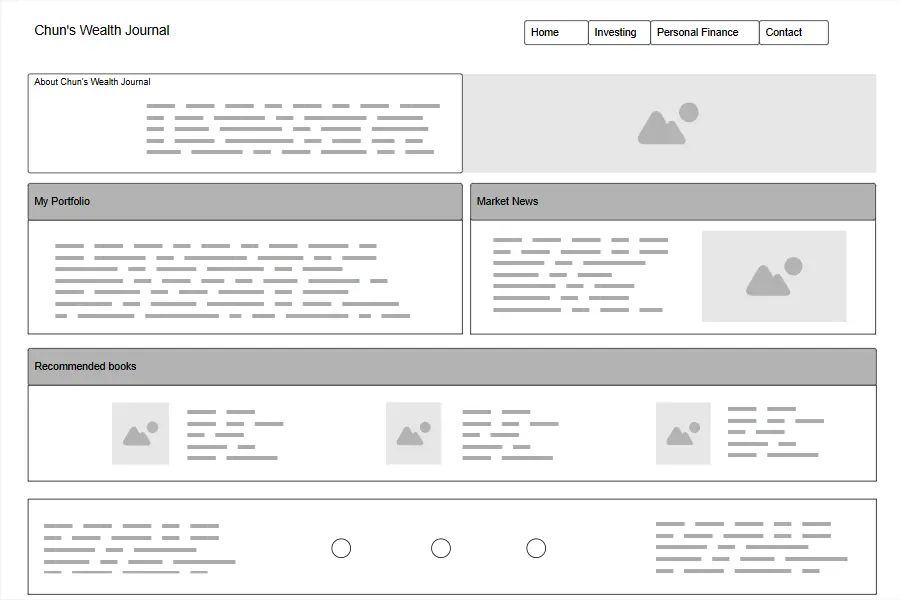 Chun's Wealth Journal
Home
Investing
Personal Finance
Contact
About Chun's Wealth Journal
My Portfolio
Market News
Recommended books